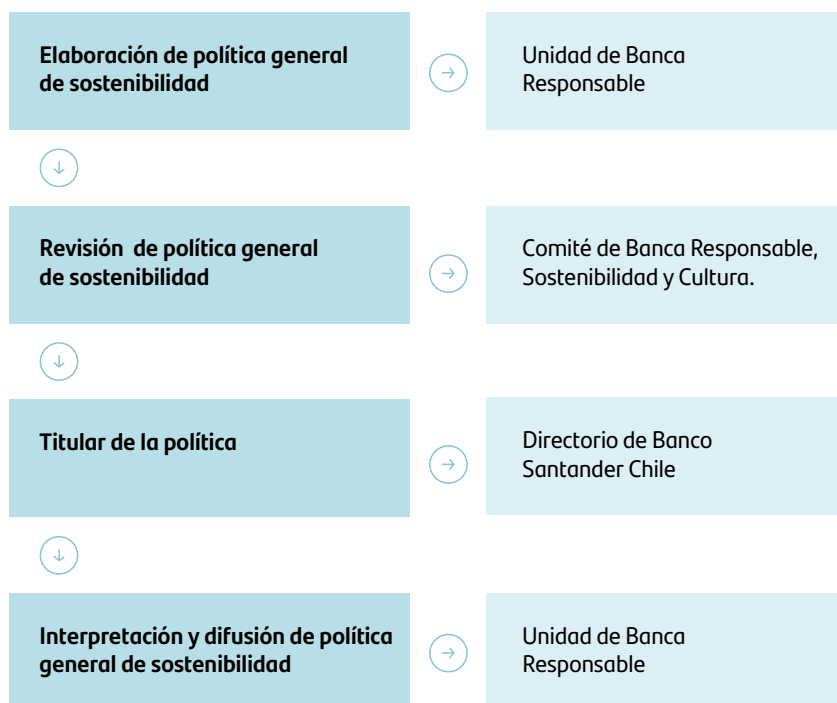 Elaboración de política general
de sostenibilidad
Unidad de Banca
Responsable
Revisión de política general
de sostenibilidad
Comité de Banca Responsable,
Sostenibilidad y Cultura.
Titular de la política
Directorio de Banco
Santander Chile
Interpretación y difusión de política
general de sostenibilidad
Unidad de Banca
Responsable